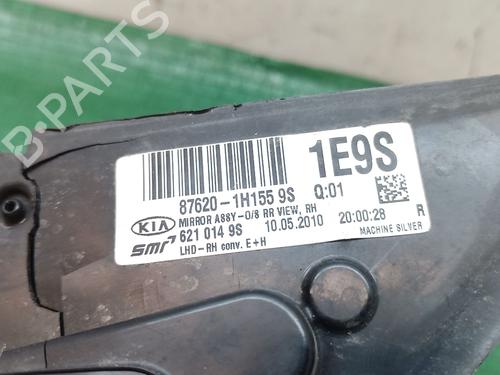 1E9S
87620-1H155 9S Q:01
KIA MIRROR ASSY-O/S RR VIEW, RH
smr 621 014 9S 10.05.2010 20:00:28 R
LHD-RH conv. E+H MACHINE SILVER
B-PARTS